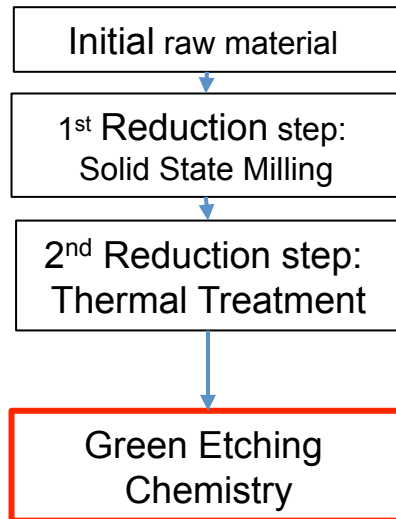 Initial raw material
1st Reduction step:
Solid State Milling
2nd Reduction step:
Thermal Treatment
Green Etching
Chemistry